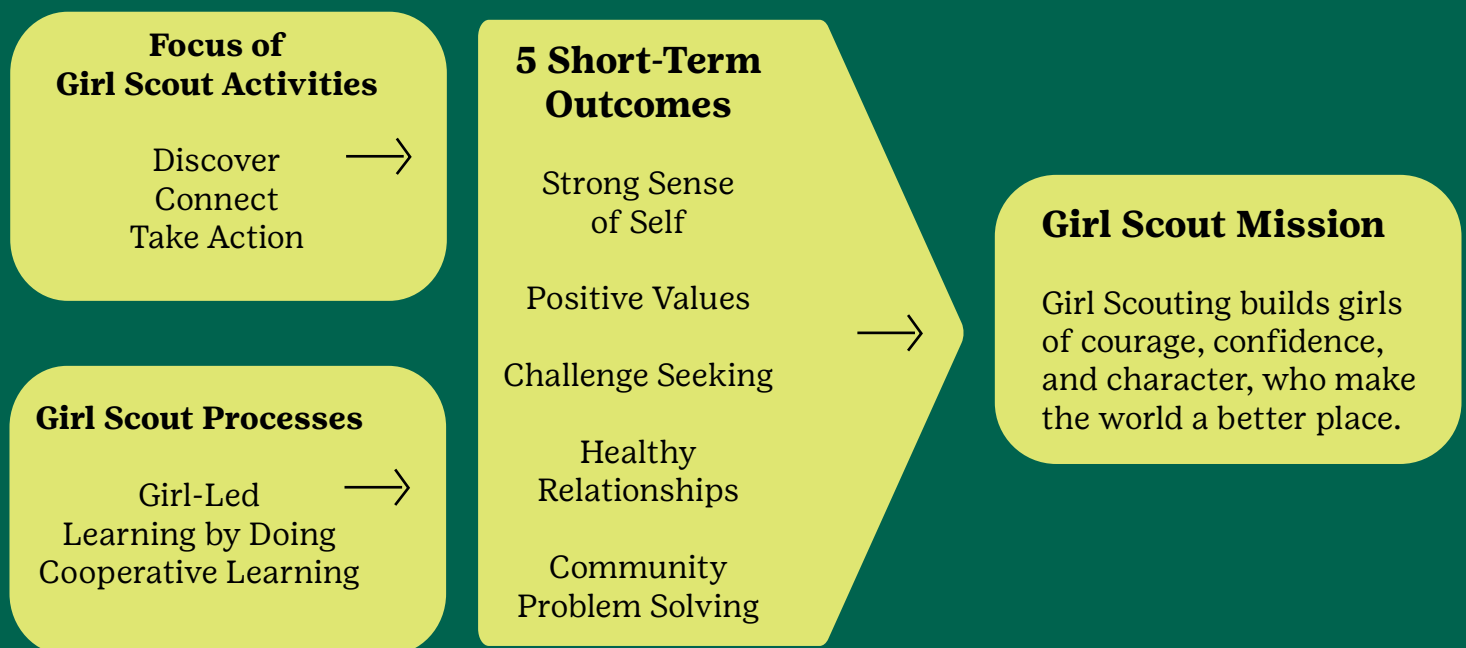 Focus of
Girl Scout Activities
Discover
Connect
Take Action
Girl Scout Processes
Girl-Led
Learning by Doing
Cooperative Learning
5 Short-Term
Outcomes
Strong Sense
of Self
Positive Values
Challenge Seeking
Healthy
Relationships
Community
Problem Solving
Girl Scout Mission
Girl Scouting builds girls
of courage, confidence,
and character, who make
the world a better place.